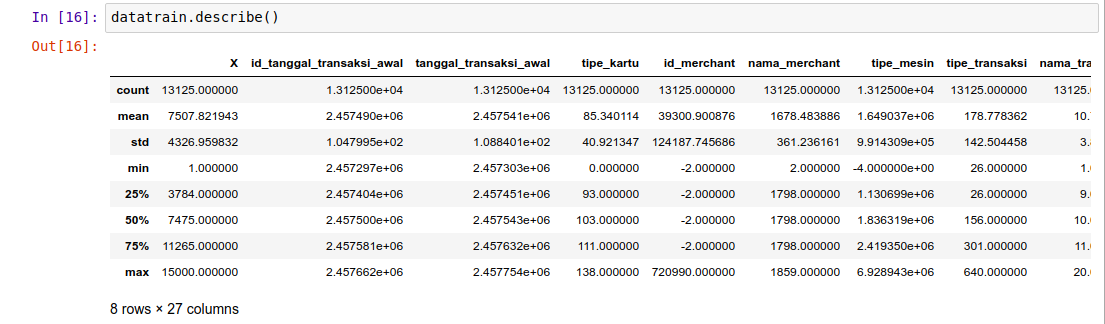 In [16]: datatrain.describe()
Out[16]:
X id_tanggal_transaksi_awal tanggal_transaksi_awal tipe_kartu id_merchant nama_merchant tipe_mesin tipe_transaksi nama_tra
count 13125.000000 1.312500e+04 1.312500e+04 13125.000000 13125.000000 13125.000000 1.312500e+04 13125.000000 13125.
mean 7507.821943 2.457490e+06 2.457541e+06 85.340114 39300.900876 1678.483886 1.649037e+06 178.778362 10.
std 4326.959832 1.047995e+02 1.088401e+02 40.921347 124187.745686 361.236161 9.914309e+05 142.504458 3.
min 1.000000 2.457297e+06 2.457303e+06 0.000000 -2.000000 2.000000 -4.000000e+00 26.000000 1.
25% 3784.000000 2.457404e+06 2.457451e+06 93.000000 -2.000000 1798.000000 1.130699e+06 26.000000 9.
50% 7475.000000 2.457500e+06 2.457543e+06 103.000000 -2.000000 1798.000000 1.836319e+06 156.000000 10.
75% 11265.000000 2.457581e+06 2.457632e+06 111.000000 -2.000000 1798.000000 2.419350e+06 301.000000 11.
max 15000.000000 2.457662e+06 2.457754e+06 138.000000 720990.000000 1859.000000 6.928943e+06 640.000000 20.
8 rows × 27 columns